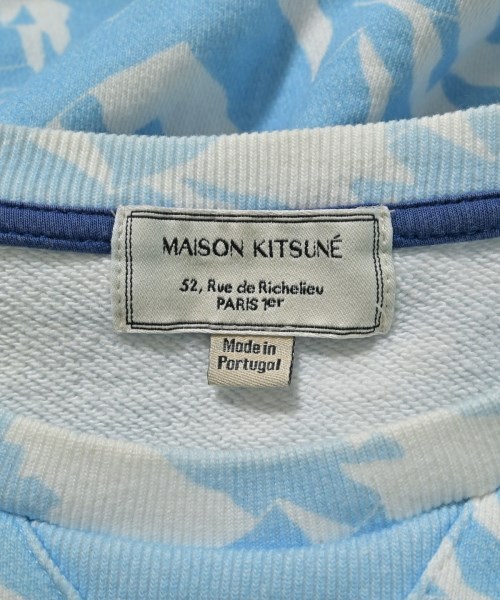 MAISON KITSUNÉ
52, Rue de Richelieu
PARIS 1er
Made in
Portugal